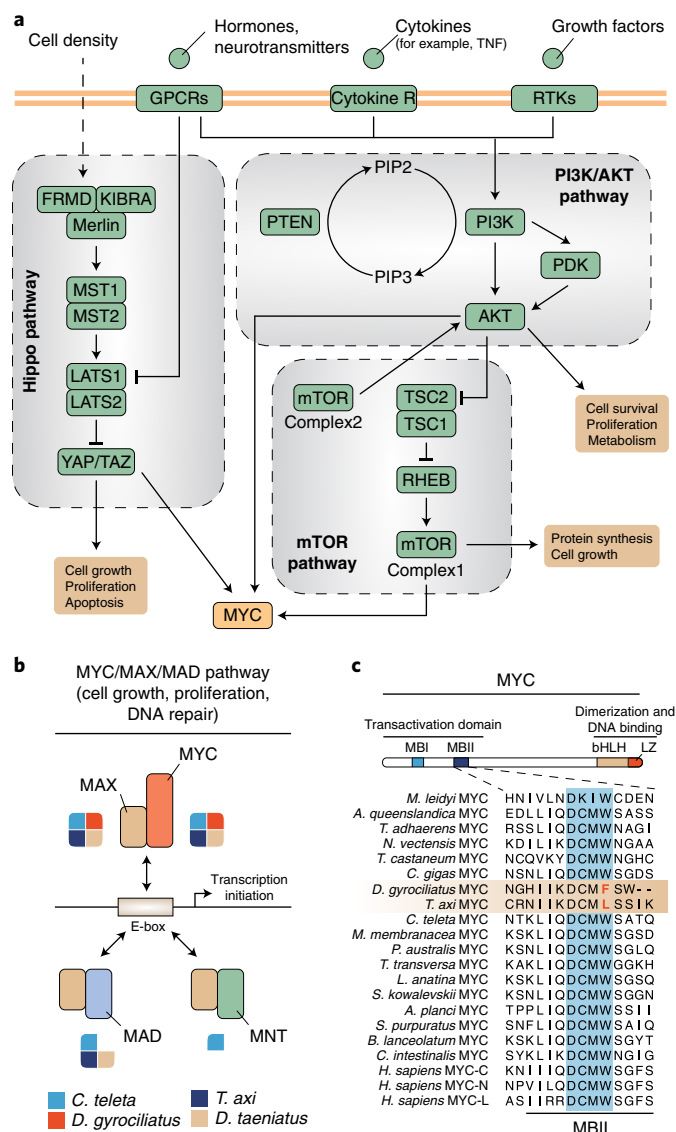 a
Cell density
Hormones,
neurotransmitters
Cytokines
(for example, TNF)
Growth factors
GPCRs
Cytokine R
RTKs
PI3K/AKT
pathway
FRMD KIBRA
Merlin
MST1
MST2
LATS1
LATS2
YAP/TAZ
Hippo pathway
PIP2
PTEN
PIP3
PI3K
PDK
AKT
mTOR
Complex2
TSC2
TSC1
RHEB
mTOR
Complex1
mTOR
pathway
Cell survival
Proliferation
Metabolism
Protein synthesis
Cell growth
Cell growth
Proliferation
Apoptosis
MYC
b
MYC/MAX/MAD pathway
(cell growth, proliferation,
DNA repair)
MYC
MAX
Transcription
initiation
E-box
MAD
MNT
C. teleta
D. gyrociliatus
T. axi
D. taeniatus
c
MYC
Transactivation domain
Dimerization and
DNA binding
MBI
MBII
bHLH
LZ
M. leidyi MYC HNIVLNDKIWCDEN
A. queenslandica MYC EDLLIQDCMWSASS
T. adhaerens MYC RSSLIQDCMWNAGI
N. vectensis MYC KDILIKDCMWNGAA
T. castaneum MYC NCQVKYDCMWNGHC
C. gigas MYC KSNLIQDCMWSGDS
D. gyrociliatus MYC NGHIIKDCMFSW--
T. axi MYC CRNIIKDCMLSSIK
C. teleta MYC NTKLIQDCMWSATQ
M. membranacea MYC KSNLIQDCMWSGSD
P. australis MYC KSNLIQDCMWSGLQ
T. transversa MYC KAKLIQDCMWGGKH
L. anatina MYC KSNLIQDCMWSGSQ
S. kowalevskii MYC KSNLIQDCMWSGGN
A. planci MYC TPPLIQDCMWSSII
S. purpuratus MYC SNFLIQDCMWSAIQ
B. lanceolatum MYC KSKLIQDCMWSGYT
C. intestinalis MYC SYKLIKDCMWNGIG
H. sapiens MYC-C KNIIIQDCMWSGFS
H. sapiens MYC-N NPVILQDCMWSGFS
H. sapiens MYC-L ASIIRRDCMWSGFS
MBII